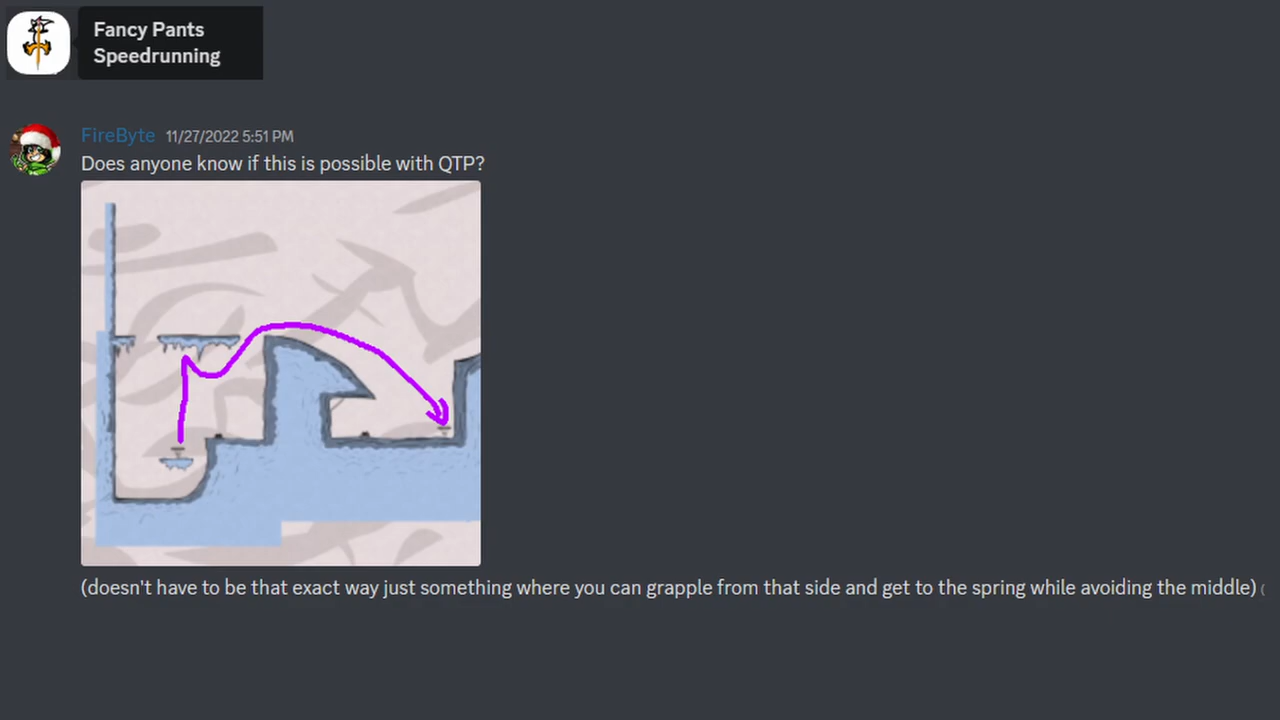 Fancy Pants
Speedrunning
FireByte 11/27/2022 5:51 PM
Does anyone know if this is possible with QTP?
(doesn't have to be that exact way just something where you can grapple from that side and get to the spring while avoiding the middle) (